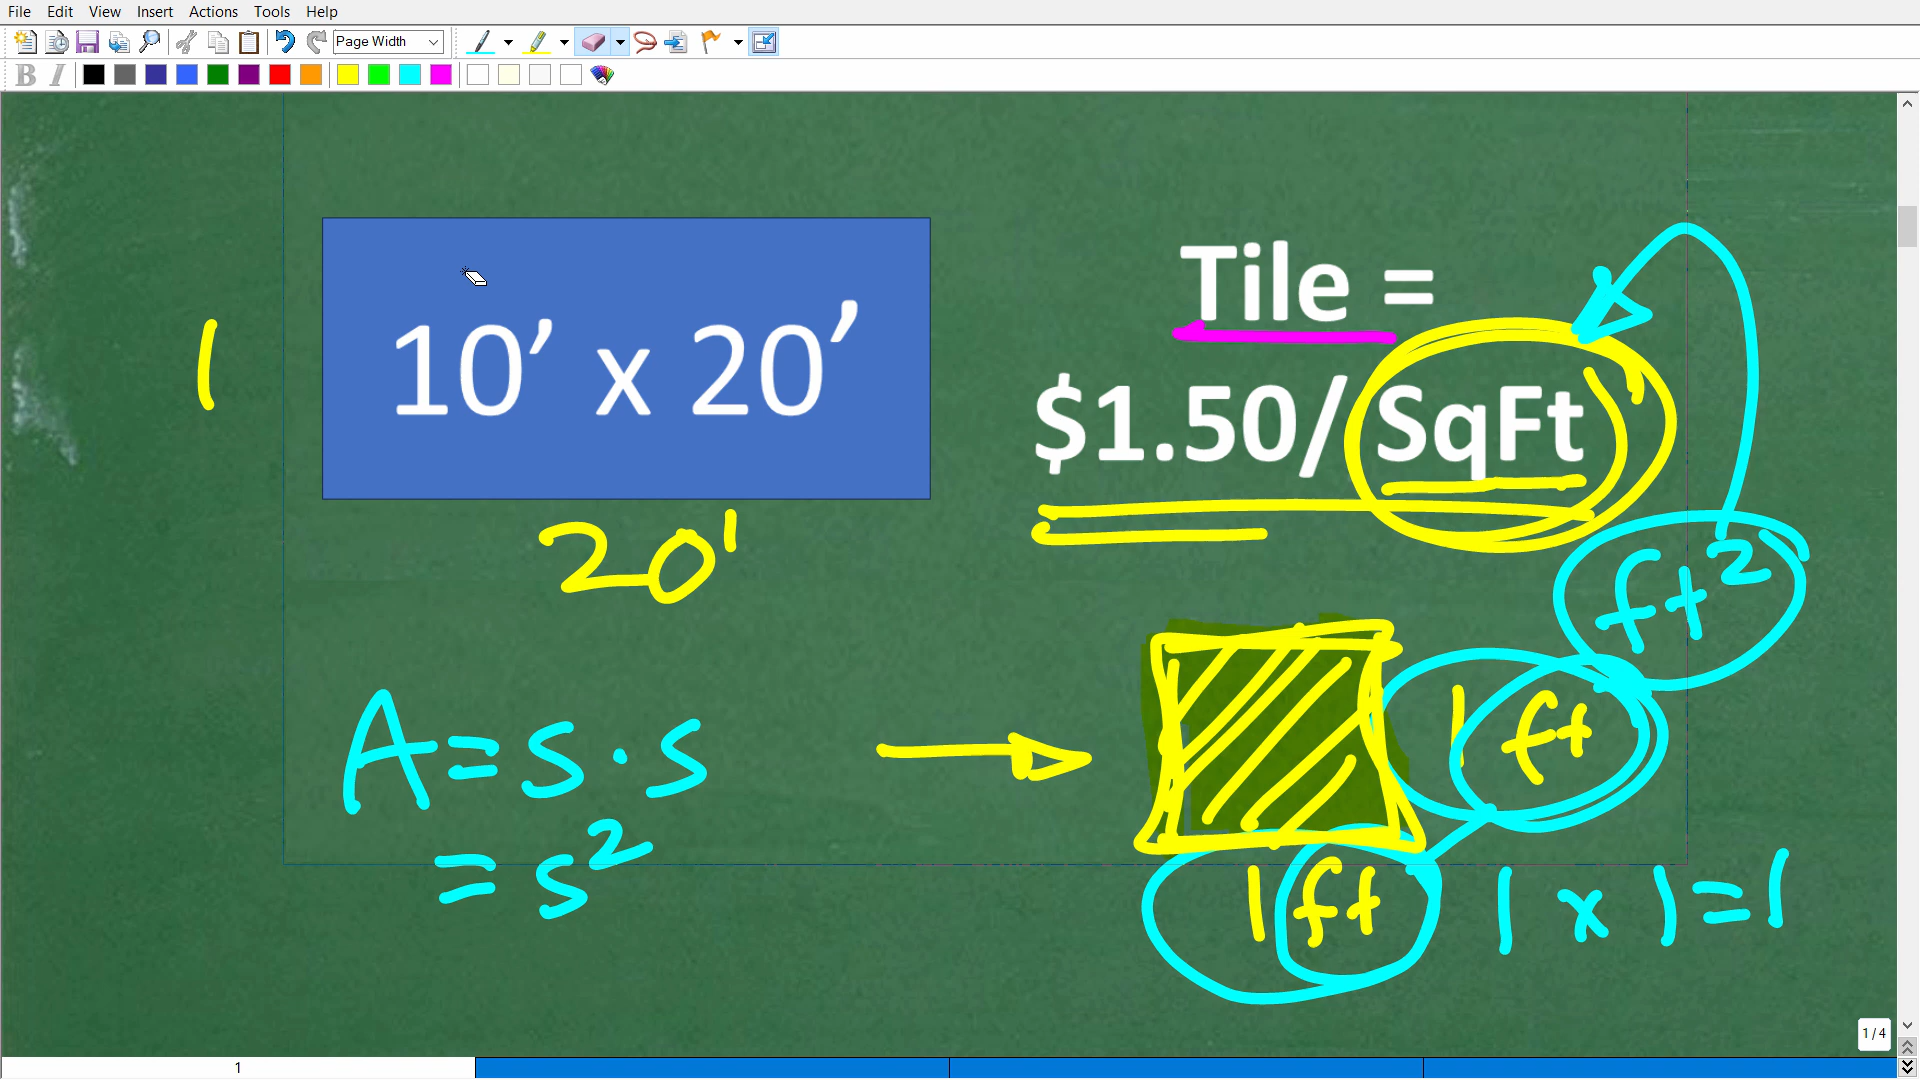 File Edit View Insert Actions Tools Help
Page Width
B I
10’ x 20’
Tile =
$1.50/SqFt
1
20'
ft²
A = s · s
= s²
1 ft
1 ft
1 x 1 = 1
1 / 4
1